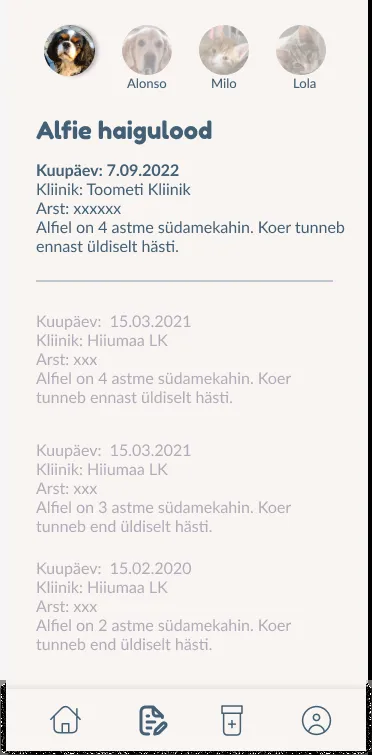 Alonso
Milo
Lola
Alfie haigulood
Kuupäev: 7.09.2022
Kliinik: Toometi Kliinik
Arst: xxxxxx
Alfiel on 4 astme südamekahin. Koer tunneb
ennast üldiselt hästi.
Kuupäev: 15.03.2021
Kliinik: Hiiumaa LK
Arst: xxx
Alfiel on 4 astme südamekahin. Koer
tunneb ennast üldiselt hästi.
Kuupäev: 15.03.2021
Kliinik: Hiiumaa LK
Arst: xxx
Alfiel on 3 astme südamekahin. Koer
tunneb end üldiselt hästi.
Kuupäev: 15.02.2020
Kliinik: Hiiumaa LK
Arst: xxx
Alfiel on 2 astme südamekahin. Koer
tunneb end üldiselt hästi.